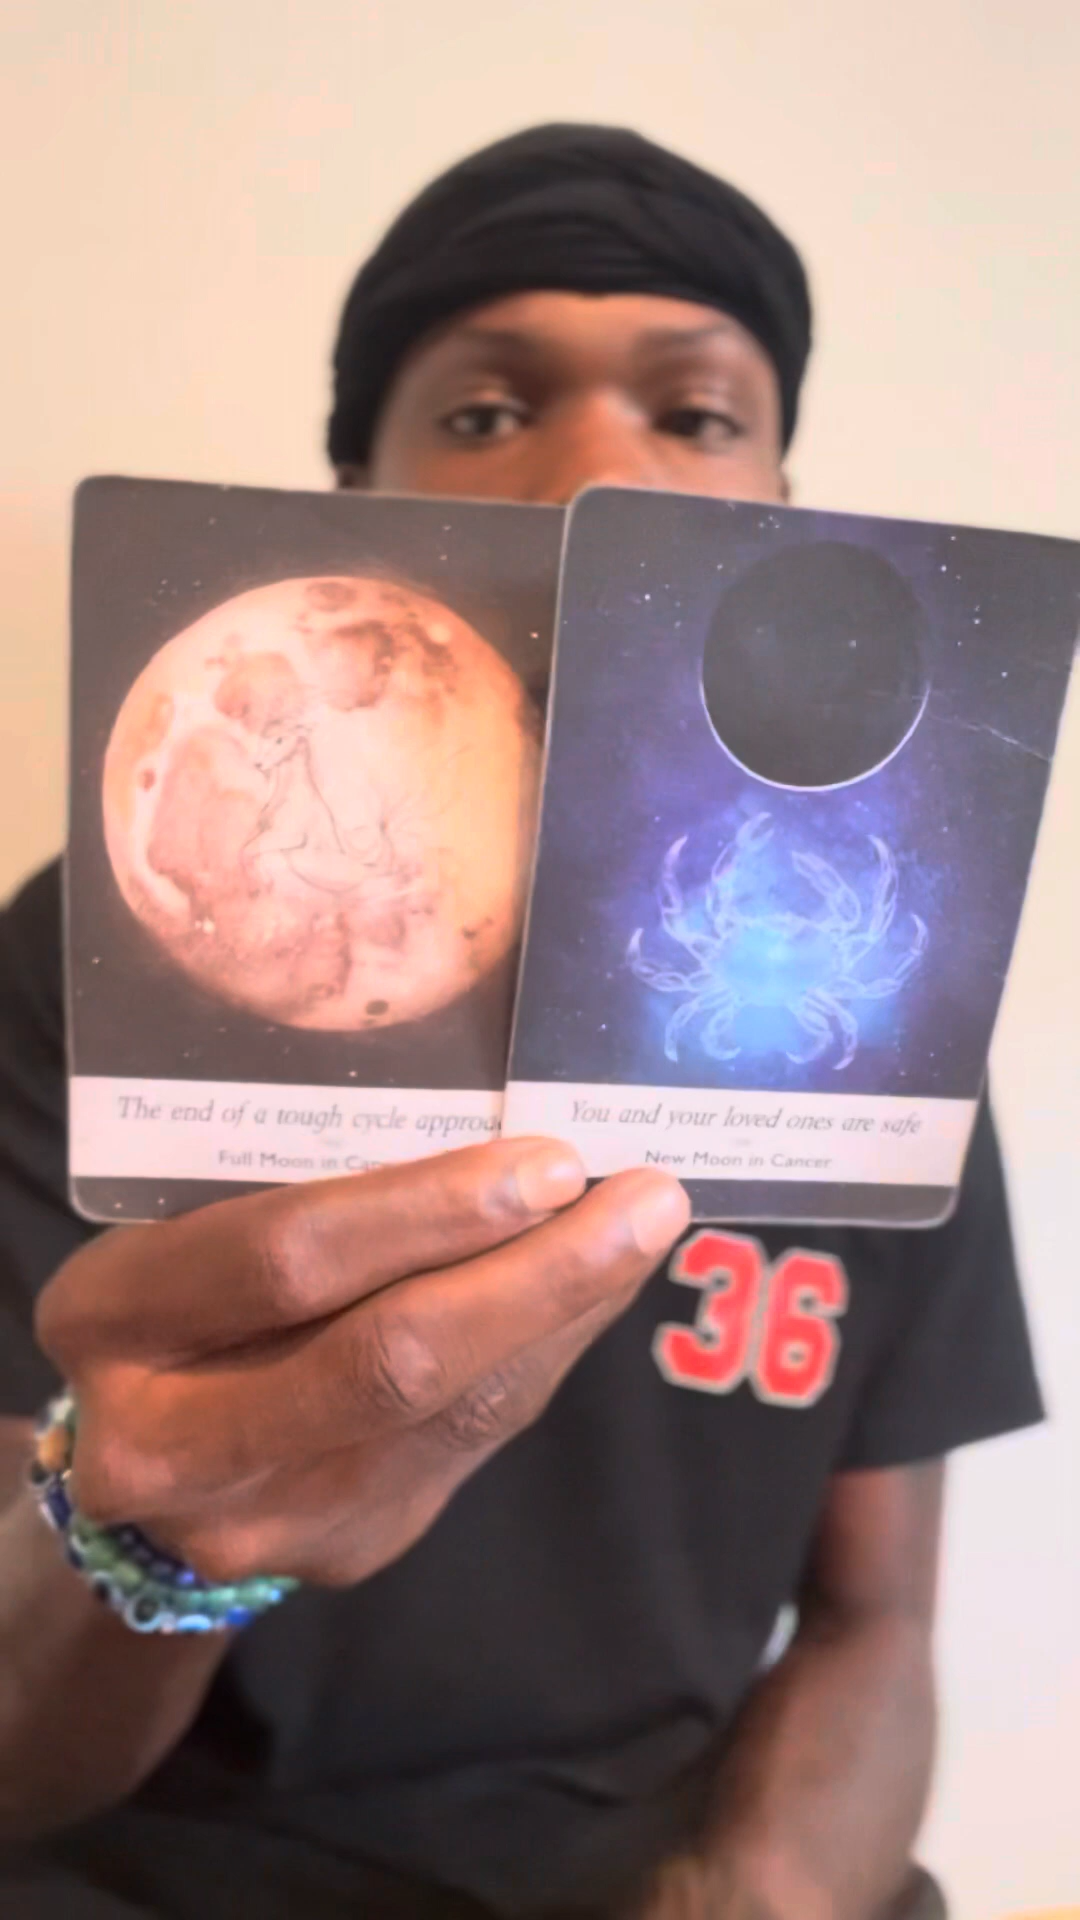 The end of a tough cycle
Full Moon in
You and your loved ones are safe
New Moon in Cancer
36